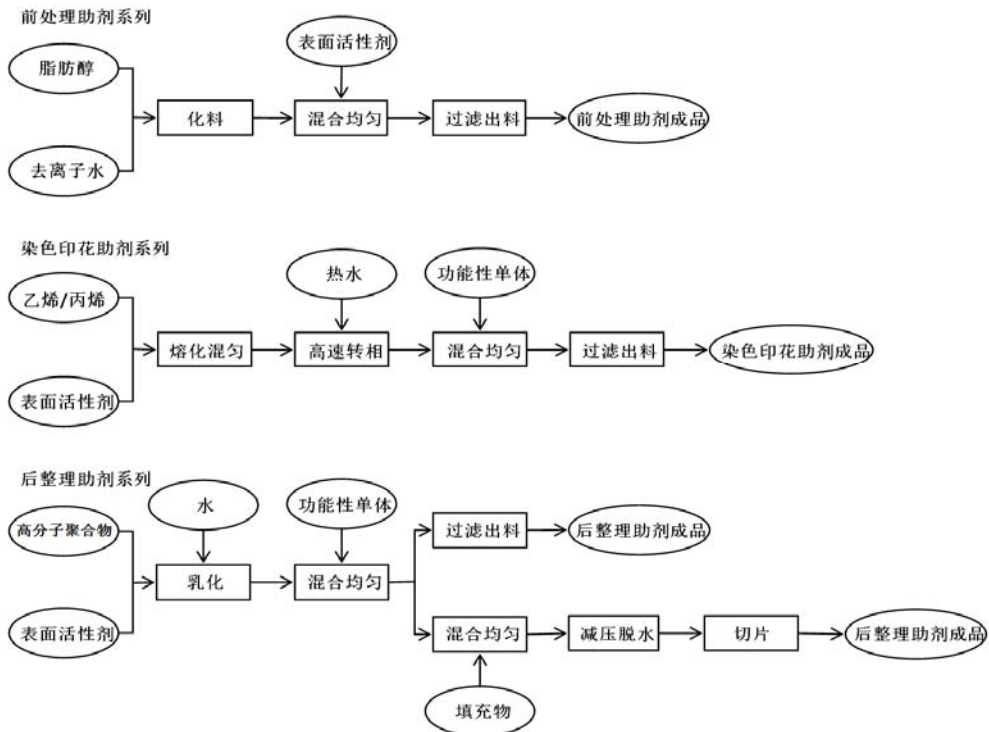 前处理助剂系列
表面活性剂
脂肪醇
化料
混合均匀
过滤出料
前处理助剂成品
去离子水
染色印花助剂系列
热水
功能性单体
乙烯/丙烯
熔化混匀
高速转相
混合均匀
过滤出料
染色印花助剂成品
表面活性剂
后整理助剂系列
水
功能性单体
高分子聚合物
过滤出料
后整理助剂成品
乳化
混合均匀
表面活性剂
混合均匀
减压脱水
切片
后整理助剂成品
填充物